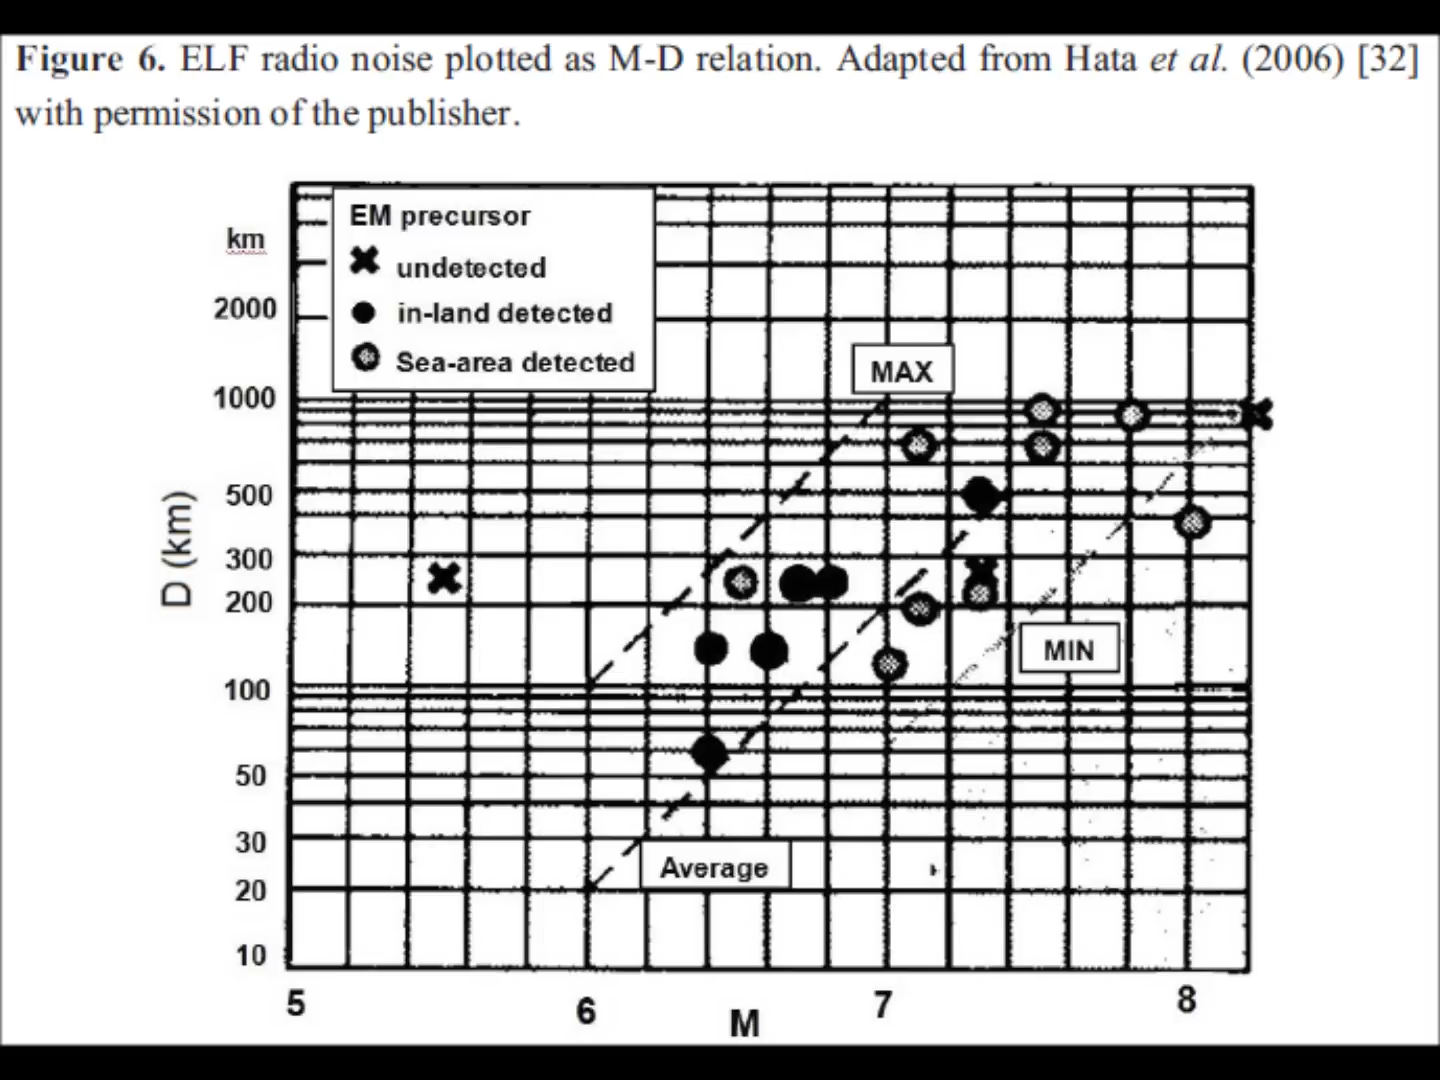 Figure 6. ELF radio noise plotted as M-D relation. Adapted from Hata et al. (2006) [32]
with permission of the publisher.
EM precursor
undetected
in-land detected
Sea-area detected
km
2000
1000
500
300
200
100
50
30
20
10
D (km)
MAX
MIN
Average
5
6
7
8
M